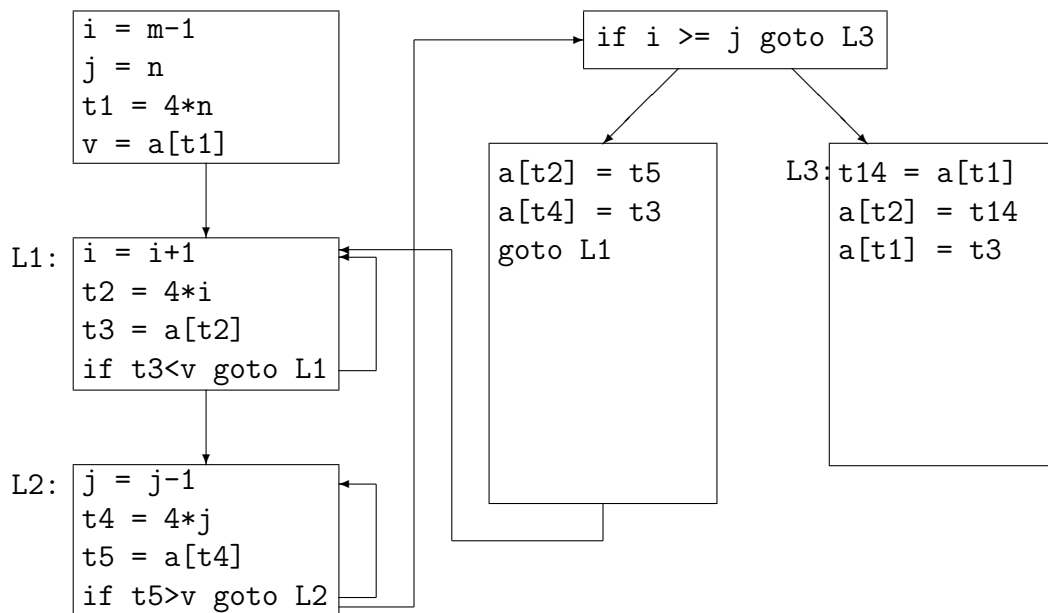 i = m-1
j = n
t1 = 4*n
v = a[t1]
L1: i = i+1
t2 = 4*i
t3 = a[t2]
if t3<v goto L1
L2: j = j-1
t4 = 4*j
t5 = a[t4]
if t5>v goto L2
if i >= j goto L3
a[t2] = t5
a[t4] = t3
goto L1
L3: t14 = a[t1]
a[t2] = t14
a[t1] = t3